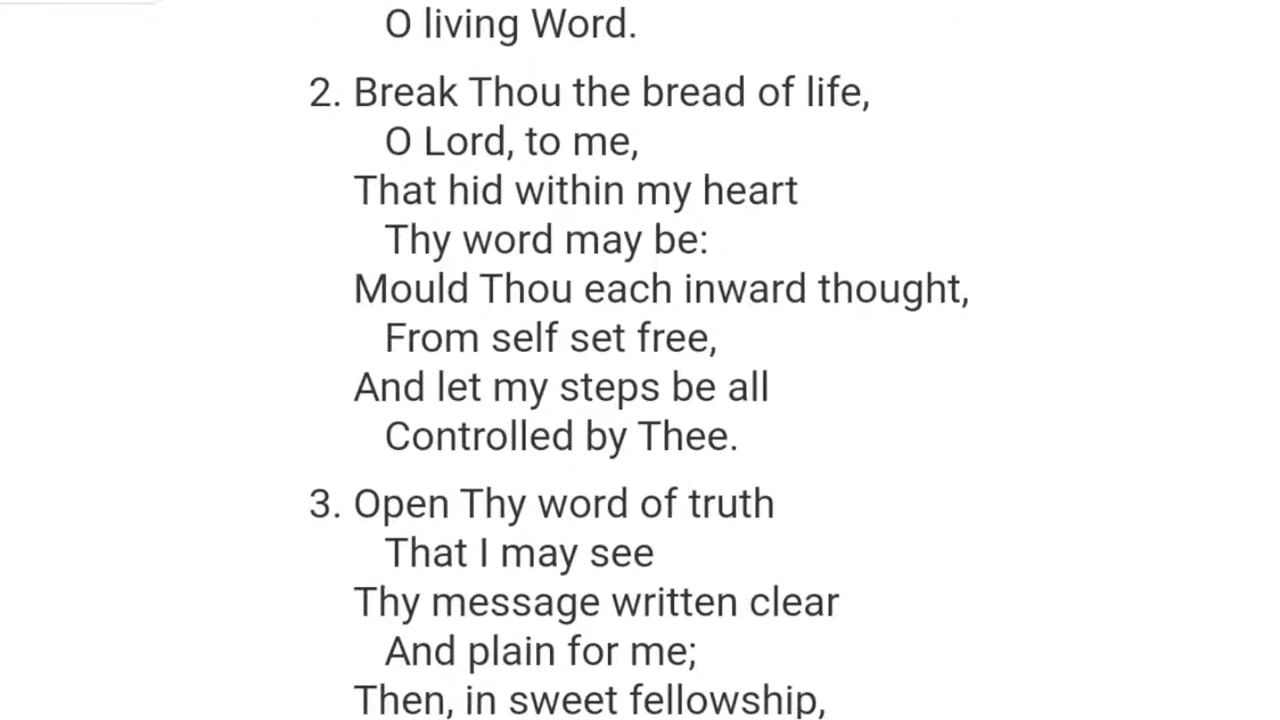 O living Word.
2. Break Thou the bread of life,
O Lord, to me,
That hid within my heart
Thy word may be:
Mould Thou each inward thought,
From self set free,
And let my steps be all
Controlled by Thee.
3. Open Thy word of truth
That I may see
Thy message written clear
And plain for me;
Then, in sweet fellowship,